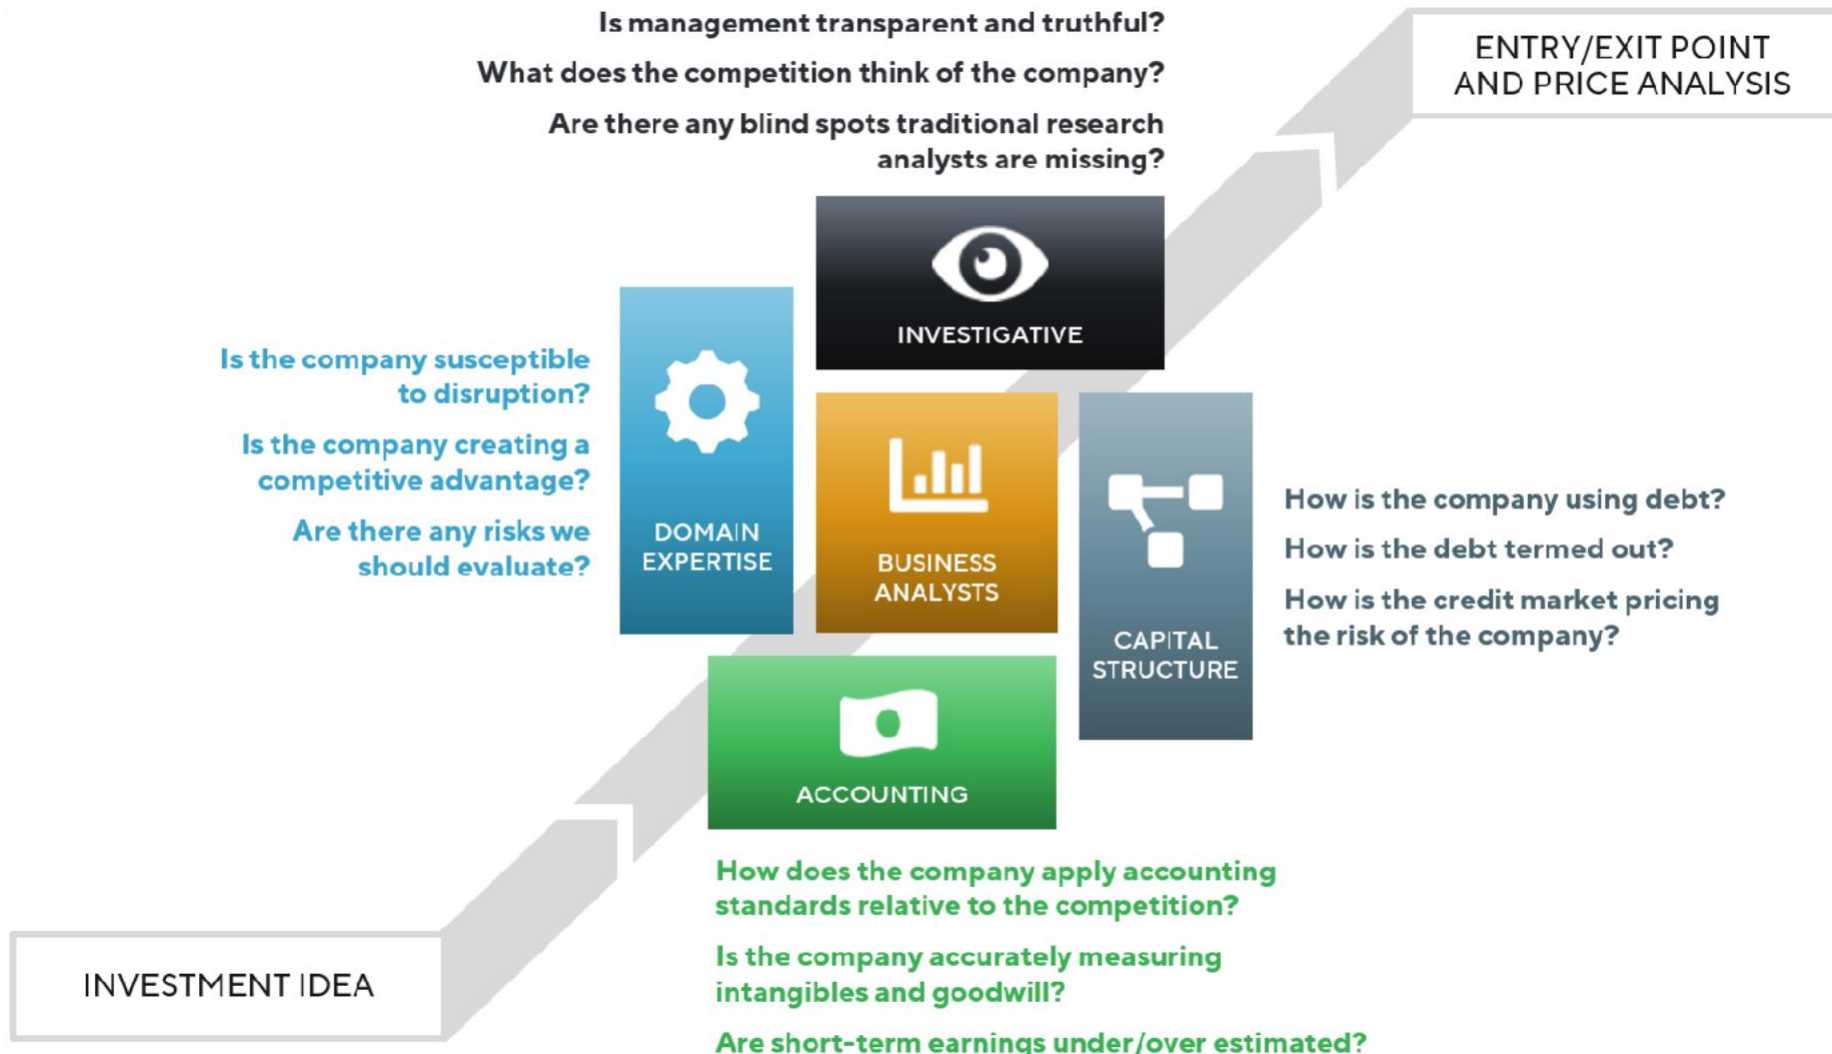 Is management transparent and truthful?
What does the competition think of the company?
Are there any blind spots traditional research
analysts are missing?
ENTRY/EXIT POINT
AND PRICE ANALYSIS
INVESTIGATIVE
Is the company susceptible
to disruption?
Is the company creating a
competitive advantage?
Are there any risks we
should evaluate?
DOMAIN
EXPERTISE
BUSINESS
ANALYSTS
CAPITAL
STRUCTURE
How is the company using debt?
How is the debt termed out?
How is the credit market pricing
the risk of the company?
ACCOUNTING
How does the company apply accounting
standards relative to the competition?
Is the company accurately measuring
intangibles and goodwill?
Are short-term earnings under/over estimated?
INVESTMENT IDEA